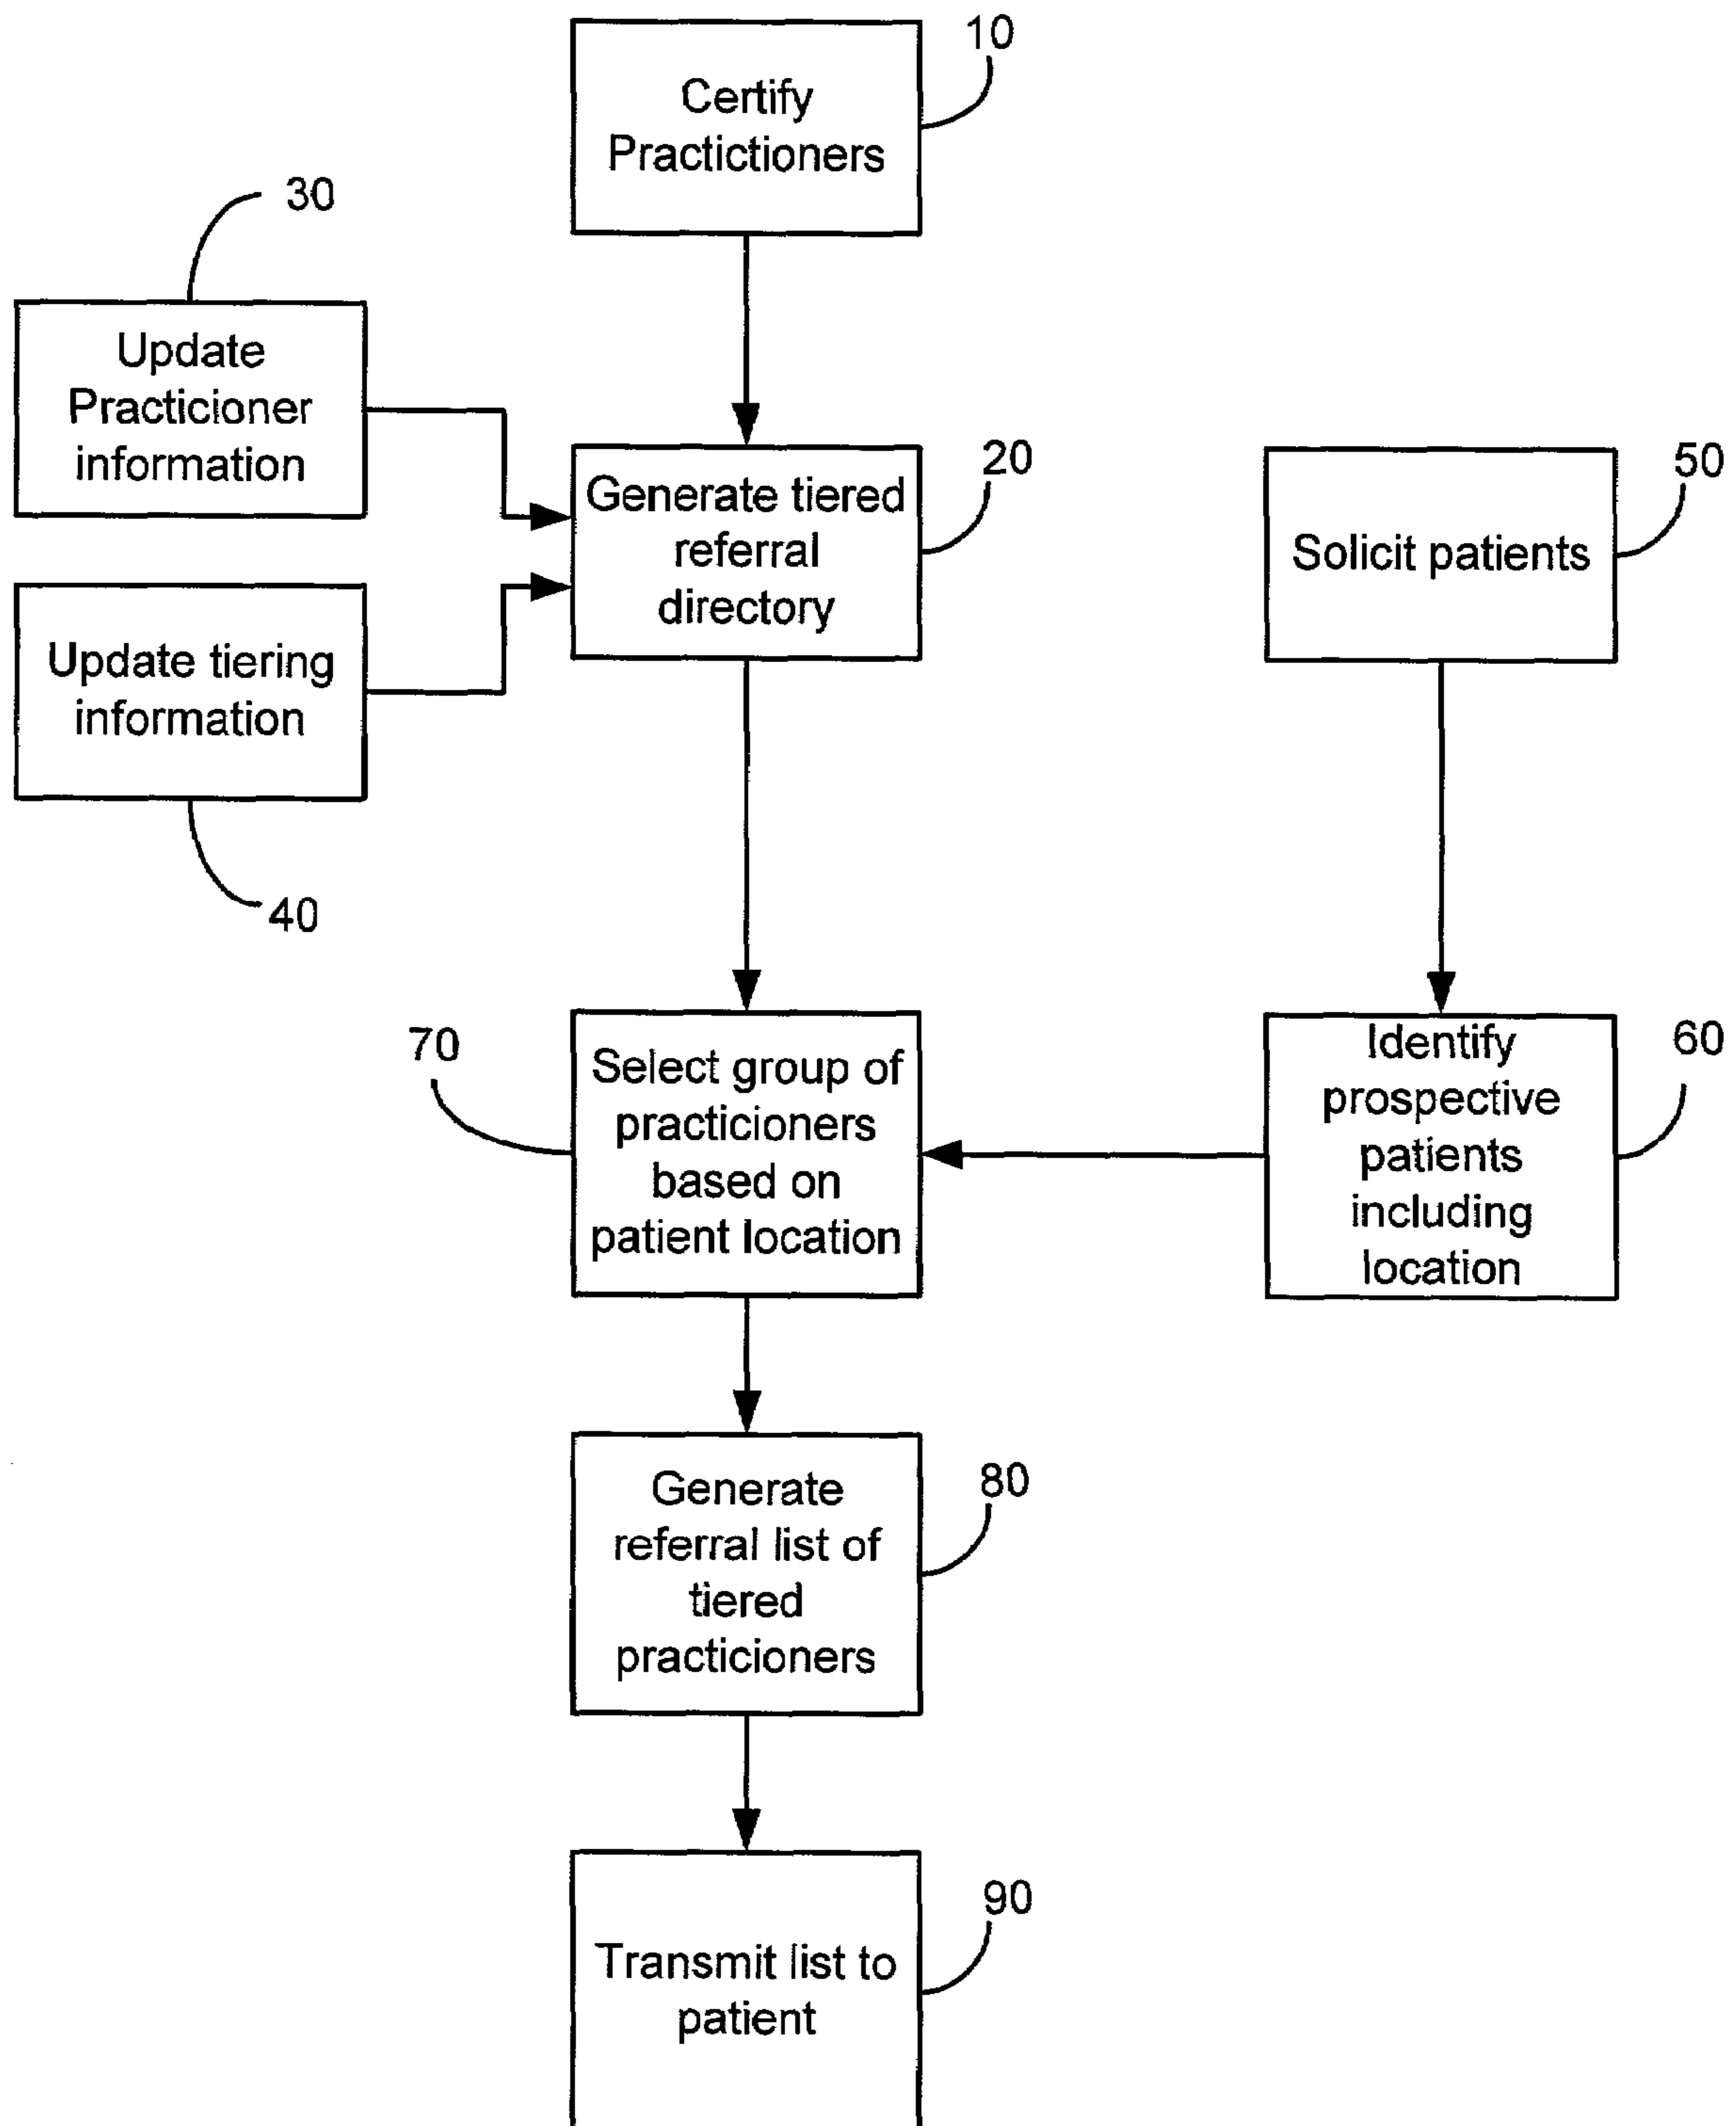 10
Certify
Practictioners
30
Update
Practicioner
information
20
Generate tiered
referral
directory
50
Solicit patients
Update tiering
information
40
70
Select group of
practicioners
based on
patient location
60
Identify
prospective
patients
including
location
80
Generate
referral list of
tiered
practicioners
90
Transmit list to
patient